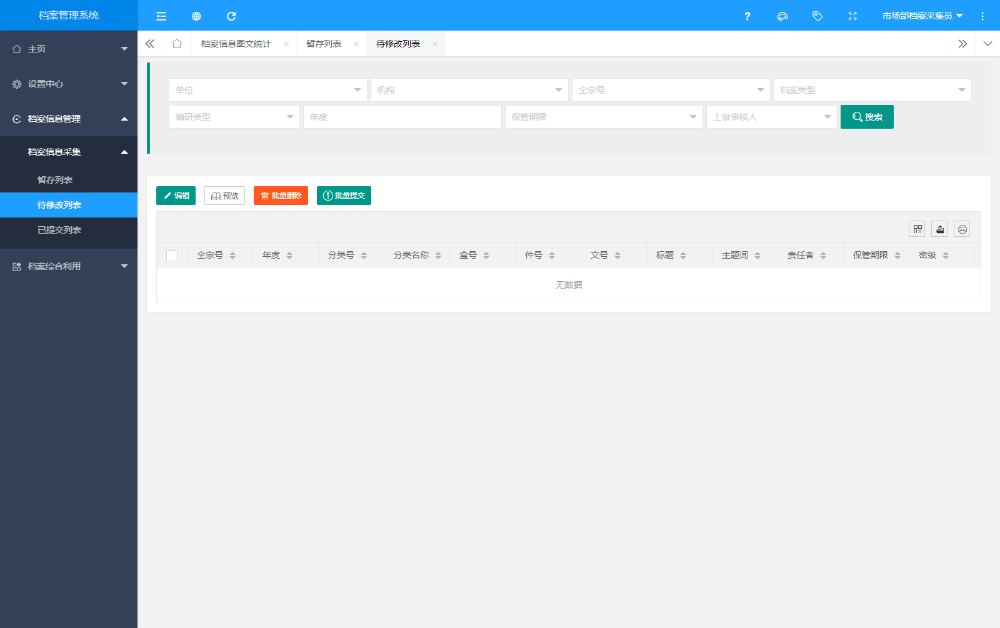 档案管理系统
?
市场部档案采集员
主页
设置中心
档案信息管理
档案信息采集
暂存列表
待修改列表
已提交列表
档案综合利用
档案信息图文统计 暂存列表 待修改列表
单位 机构 全宗号 档案类型
编研类型 年度 保管期限 上级审核人 搜索
编辑 预览 批量删除 批量提交
全宗号 年度 分类号 分类名称 盒号 件号 文号 标题 主题词 责任者 保管期限 密级
无数据